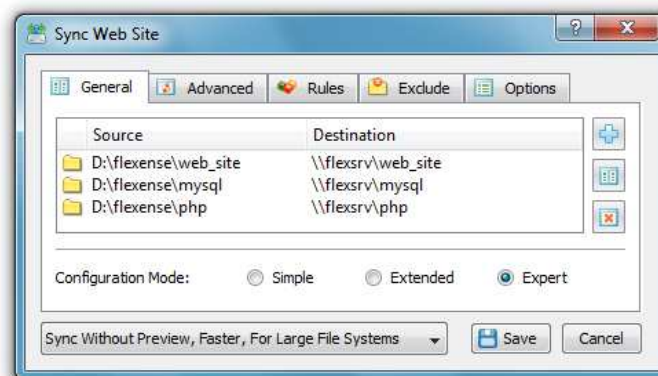 Sync Web Site
General Advanced Rules Exclude Options
Source Destination
D:\flexense\web_site \\flexsrv\web_site
D:\flexense\mysql \\flexsrv\mysql
D:\flexense\php \\flexsrv\php
Configuration Mode: Simple Extended Expert
Sync Without Preview, Faster, For Large File Systems Save Cancel